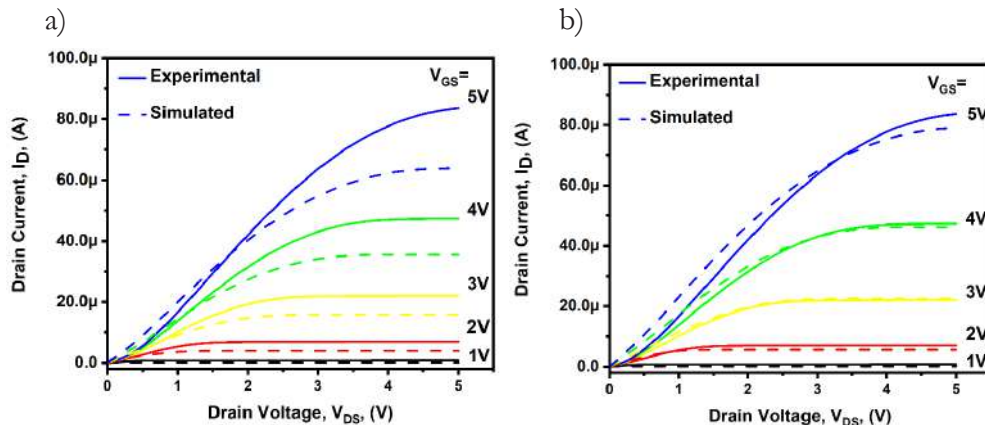 a)
100.0µ
80.0µ
60.0µ
40.0µ
20.0µ
0.0
Drain Current, I_D, (A)
Experimental
Simulated
V_GS=
5V
4V
3V
2V
1V
0 1 2 3 4 5
Drain Voltage, V_DS, (V)
b)
100.0µ
80.0µ
60.0µ
40.0µ
20.0µ
0.0
Drain Current, I_D, (A)
Experimental
Simulated
V_GS=
5V
4V
3V
2V
1V
0 1 2 3 4 5
Drain Voltage, V_DS, (V)